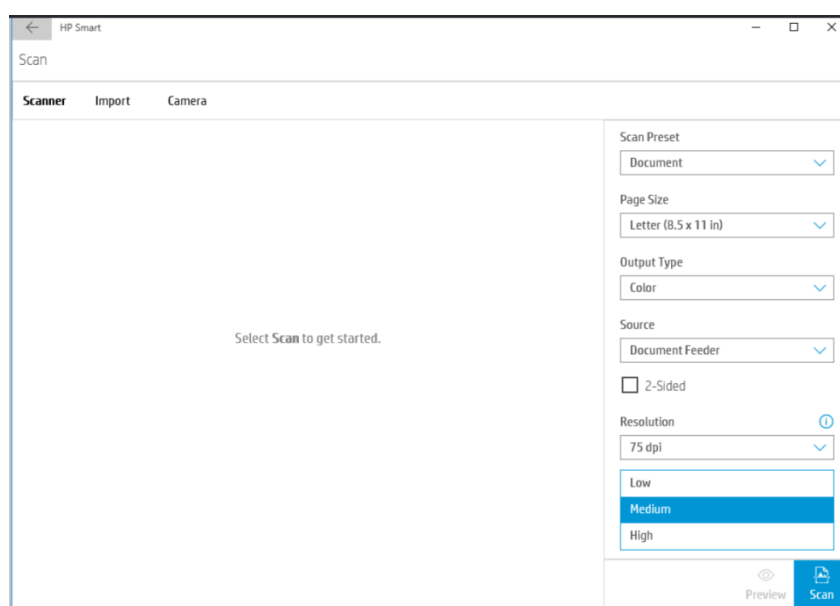 HP Smart
Scan
Scanner Import Camera
Scan Preset
Document
Page Size
Letter (8.5 x 11 in)
Output Type
Color
Select Scan to get started.
Source
Document Feeder
2-Sided
Resolution
75 dpi
Low
Medium
High
Preview Scan